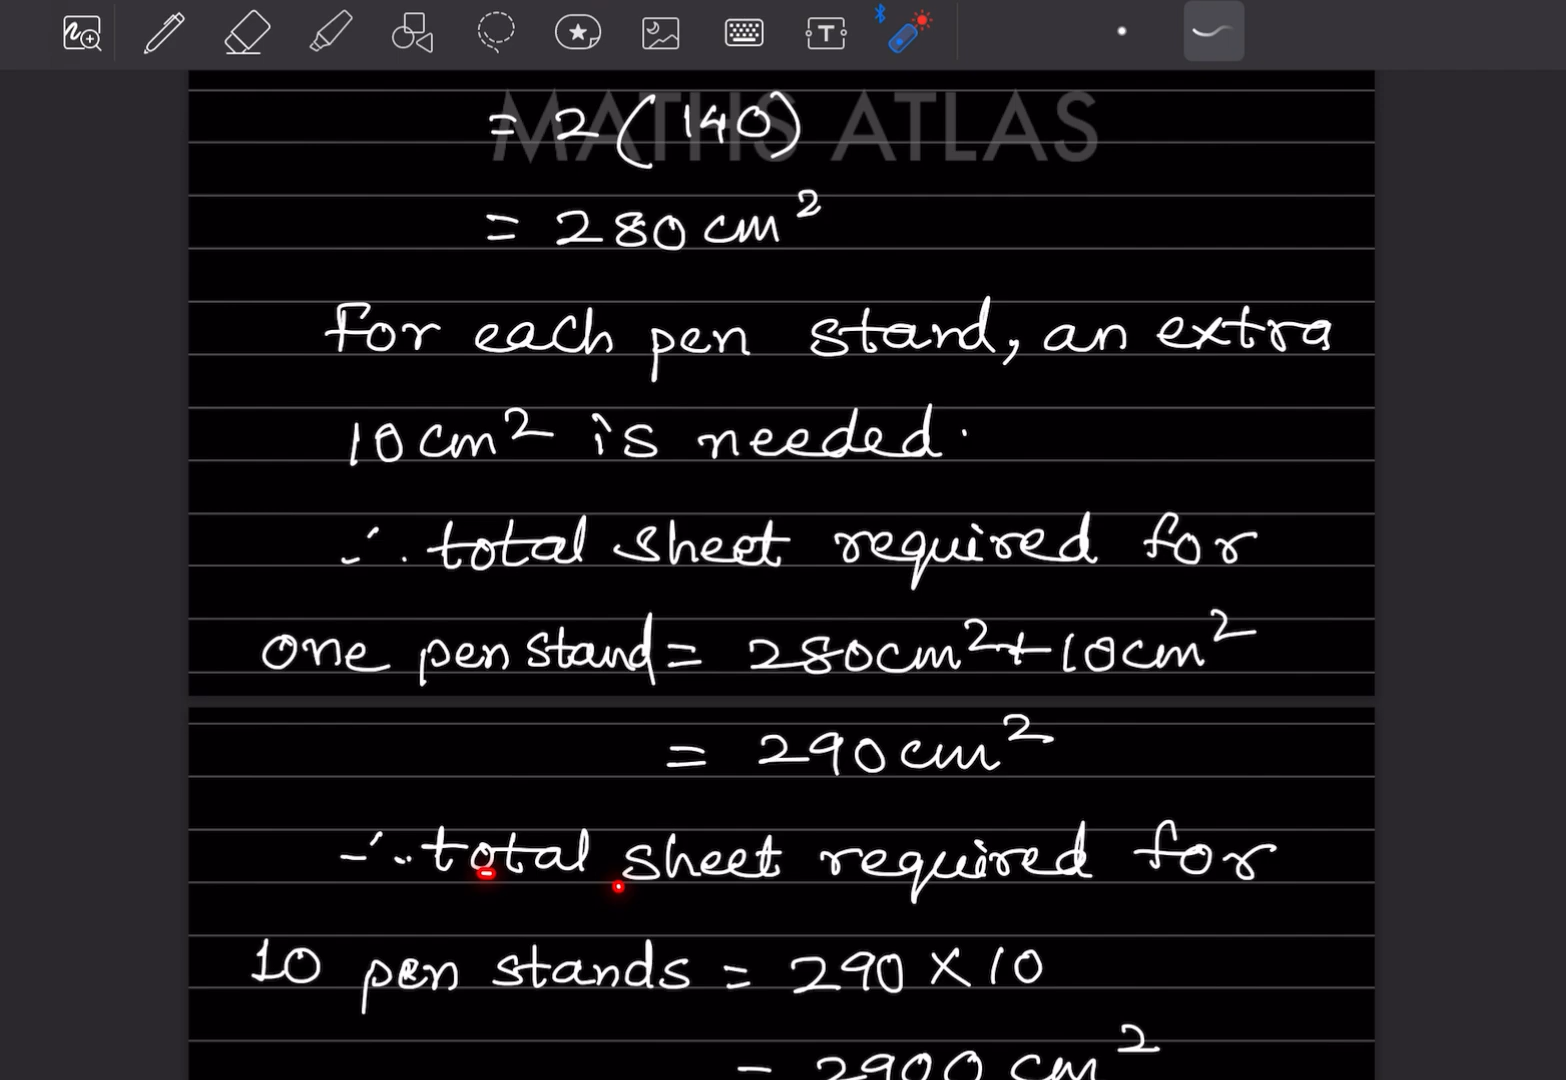 MATHS ATLAS
= 2 (140)
= 280 cm²
For each pen stand, an extra
10 cm² is needed.
∴ total sheet required for
one pen stand = 280cm² + 10cm²
= 290 cm²
∴ total sheet required for
10 pen stands = 290 × 10
= 2900 cm²